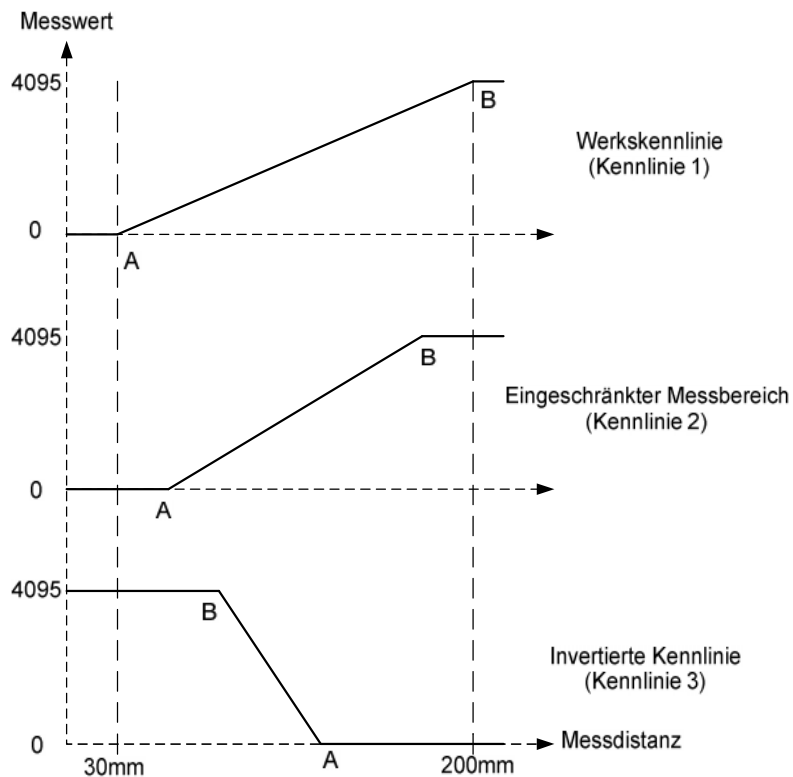 Messwert
4095
B
Werkskennlinie
(Kennlinie 1)
0
A
4095
B
Eingeschränkter Messbereich
(Kennlinie 2)
0
A
4095
B
Invertierte Kennlinie
(Kennlinie 3)
0
Messdistanz
30mm
A
200mm